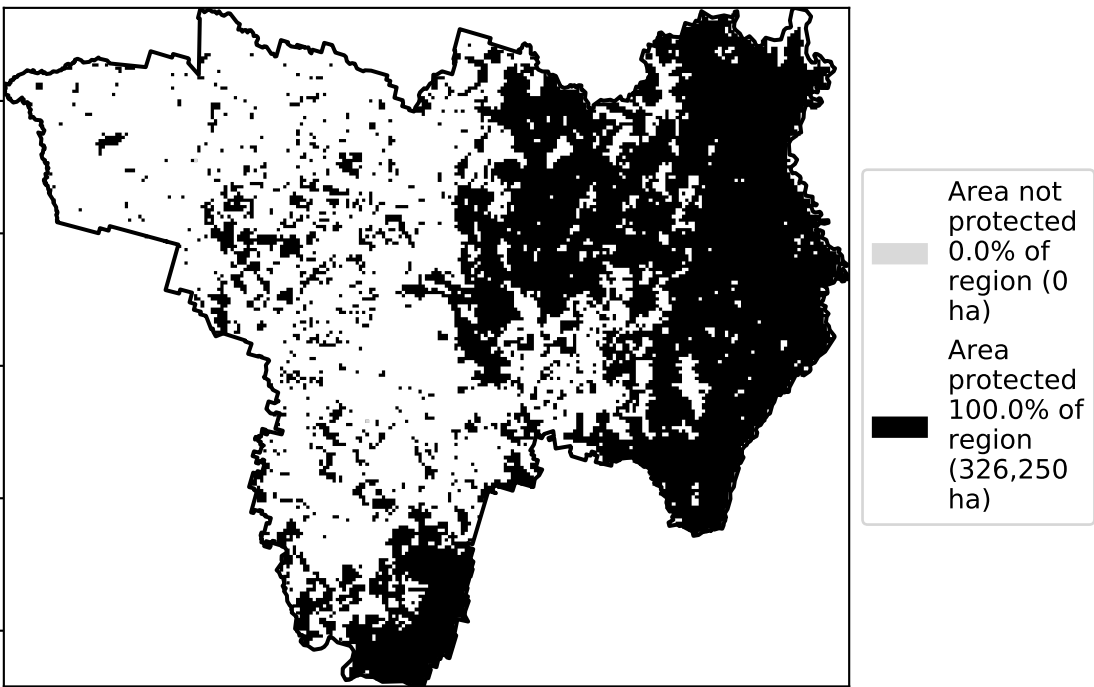 Area not
protected
0.0% of
region (0
ha)
Area
protected
100.0% of
region
(326,250
ha)